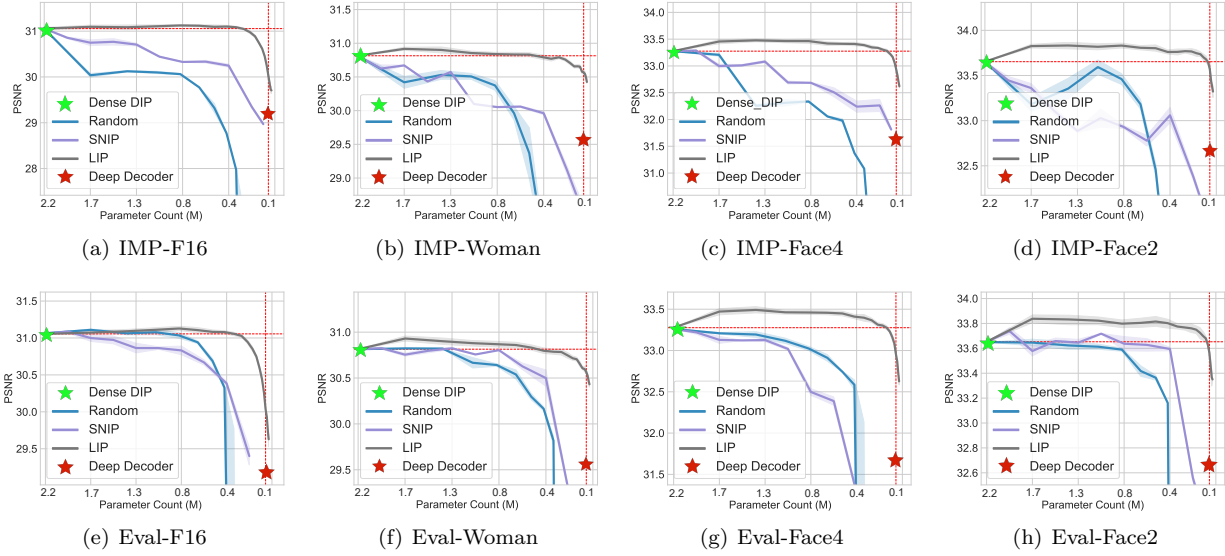 PSNR
31
30
29
28
Dense DIP
Random
SNIP
LIP
Deep Decoder
2.2 1.7 1.3 0.8 0.4 0.1
Parameter Count (M)
(a) IMP-F16
PSNR
31.5
31.0
30.5
30.0
29.5
29.0
Dense DIP
Random
SNIP
LIP
Deep Decoder
2.2 1.7 1.3 0.8 0.4 0.1
Parameter Count (M)
(b) IMP-Woman
PSNR
34.0
33.5
33.0
32.5
32.0
31.5
31.0
Dense_DIP
Random
SNIP
LIP
Deep Decoder
2.2 1.7 1.3 0.8 0.4 0.1
Parameter Count (M)
(c) IMP-Face4
PSNR
34.0
33.5
33.0
32.5
Dense DIP
Random
SNIP
LIP
Deep Decoder
2.2 1.7 1.3 0.8 0.4 0.1
Parameter Count (M)
(d) IMP-Face2
PSNR
31.5
31.0
30.5
30.0
29.5
Dense DIP
Random
SNIP
LIP
Deep Decoder
2.2 1.7 1.3 0.8 0.4 0.1
Parameter Count (M)
(e) Eval-F16
PSNR
31.0
30.5
30.0
29.5
Dense DIP
Random
SNIP
LIP
Deep Decoder
2.2 1.7 1.3 0.8 0.4 0.1
Parameter Count (M)
(f) Eval-Woman
PSNR
33.5
33.0
32.5
32.0
31.5
Dense DIP
Random
SNIP
LIP
Deep Decoder
2.2 1.7 1.3 0.8 0.4 0.1
Parameter Count (M)
(g) Eval-Face4
PSNR
34.0
33.8
33.6
33.4
33.2
33.0
32.8
32.6
Dense DIP
Random
SNIP
LIP
Deep Decoder
2.2 1.7 1.3 0.8 0.4 0.1
Parameter Count (M)
(h) Eval-Face2